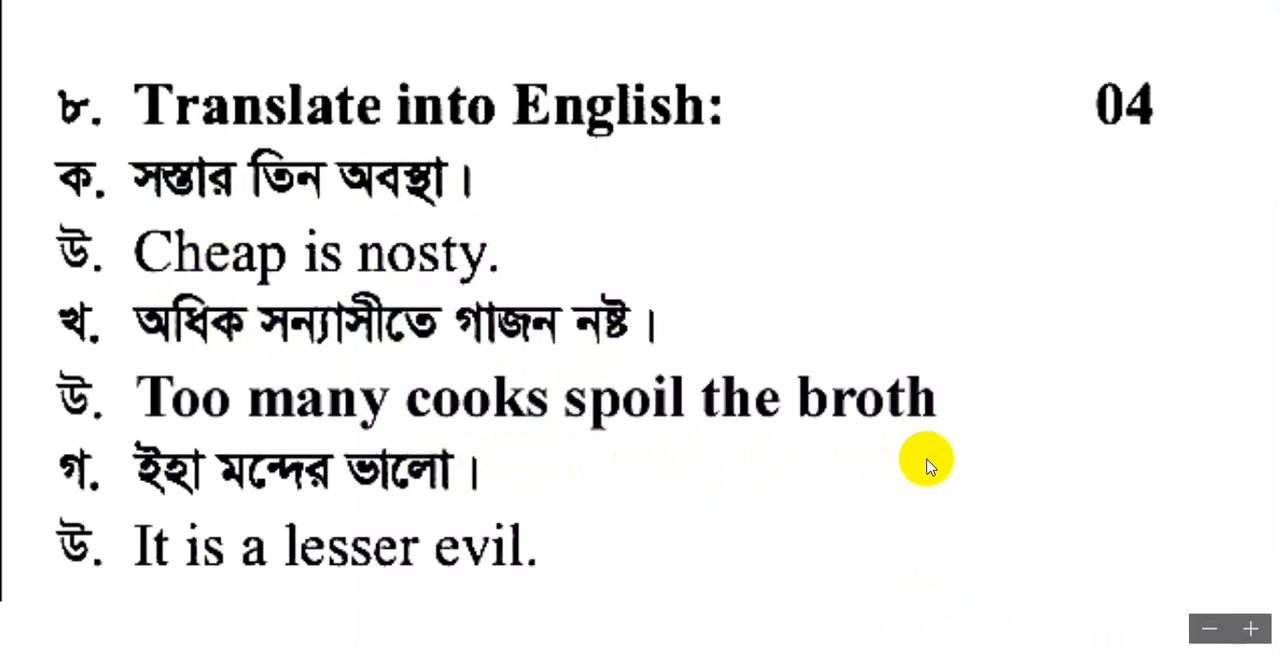 ৮. Translate into English: 04
ক. সস্তার তিন অবস্থা।
উ. Cheap is nosty.
খ. অধিক সন্যাসীতে গাজন নষ্ট।
উ. Too many cooks spoil the broth
গ. ইহা মন্দের ভালো।
উ. It is a lesser evil.